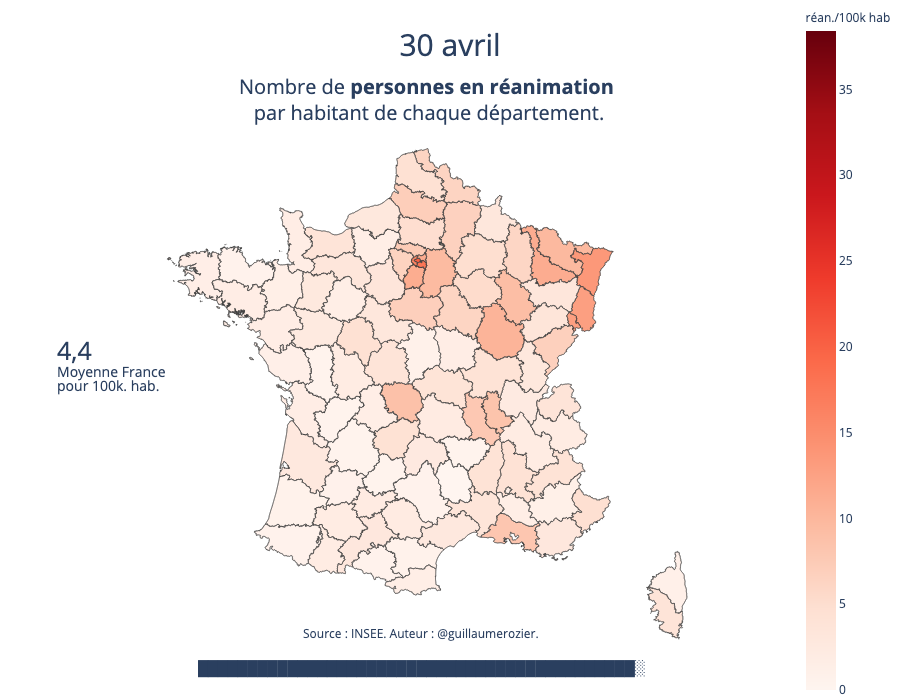 réan./100k hab
30 avril
Nombre de personnes en réanimation
par habitant de chaque département.
35
30
25
20
15
10
5
0
4,4
Moyenne France
pour 100k. hab.
Source : INSEE. Auteur : @guillaumerozier.